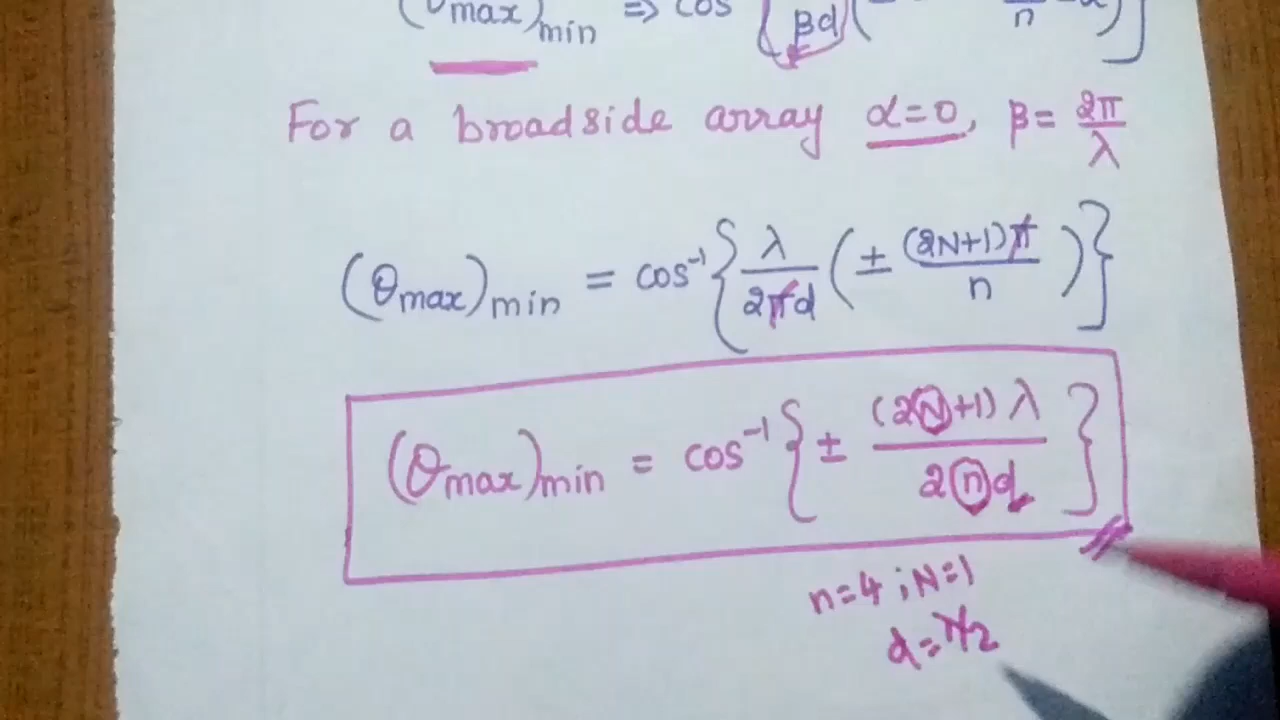 (θmax)min ⇒ cos { βd ( n α ) ]
For a broadside array α=0, β= 2π/λ
(θmax)min = cos⁻¹ { λ/2πd ( ± (2N+1)π/n ) }
(θmax)min = cos⁻¹ { ± (2N+1) λ / 2nd }
n=4 ; N=1
d=λ/2